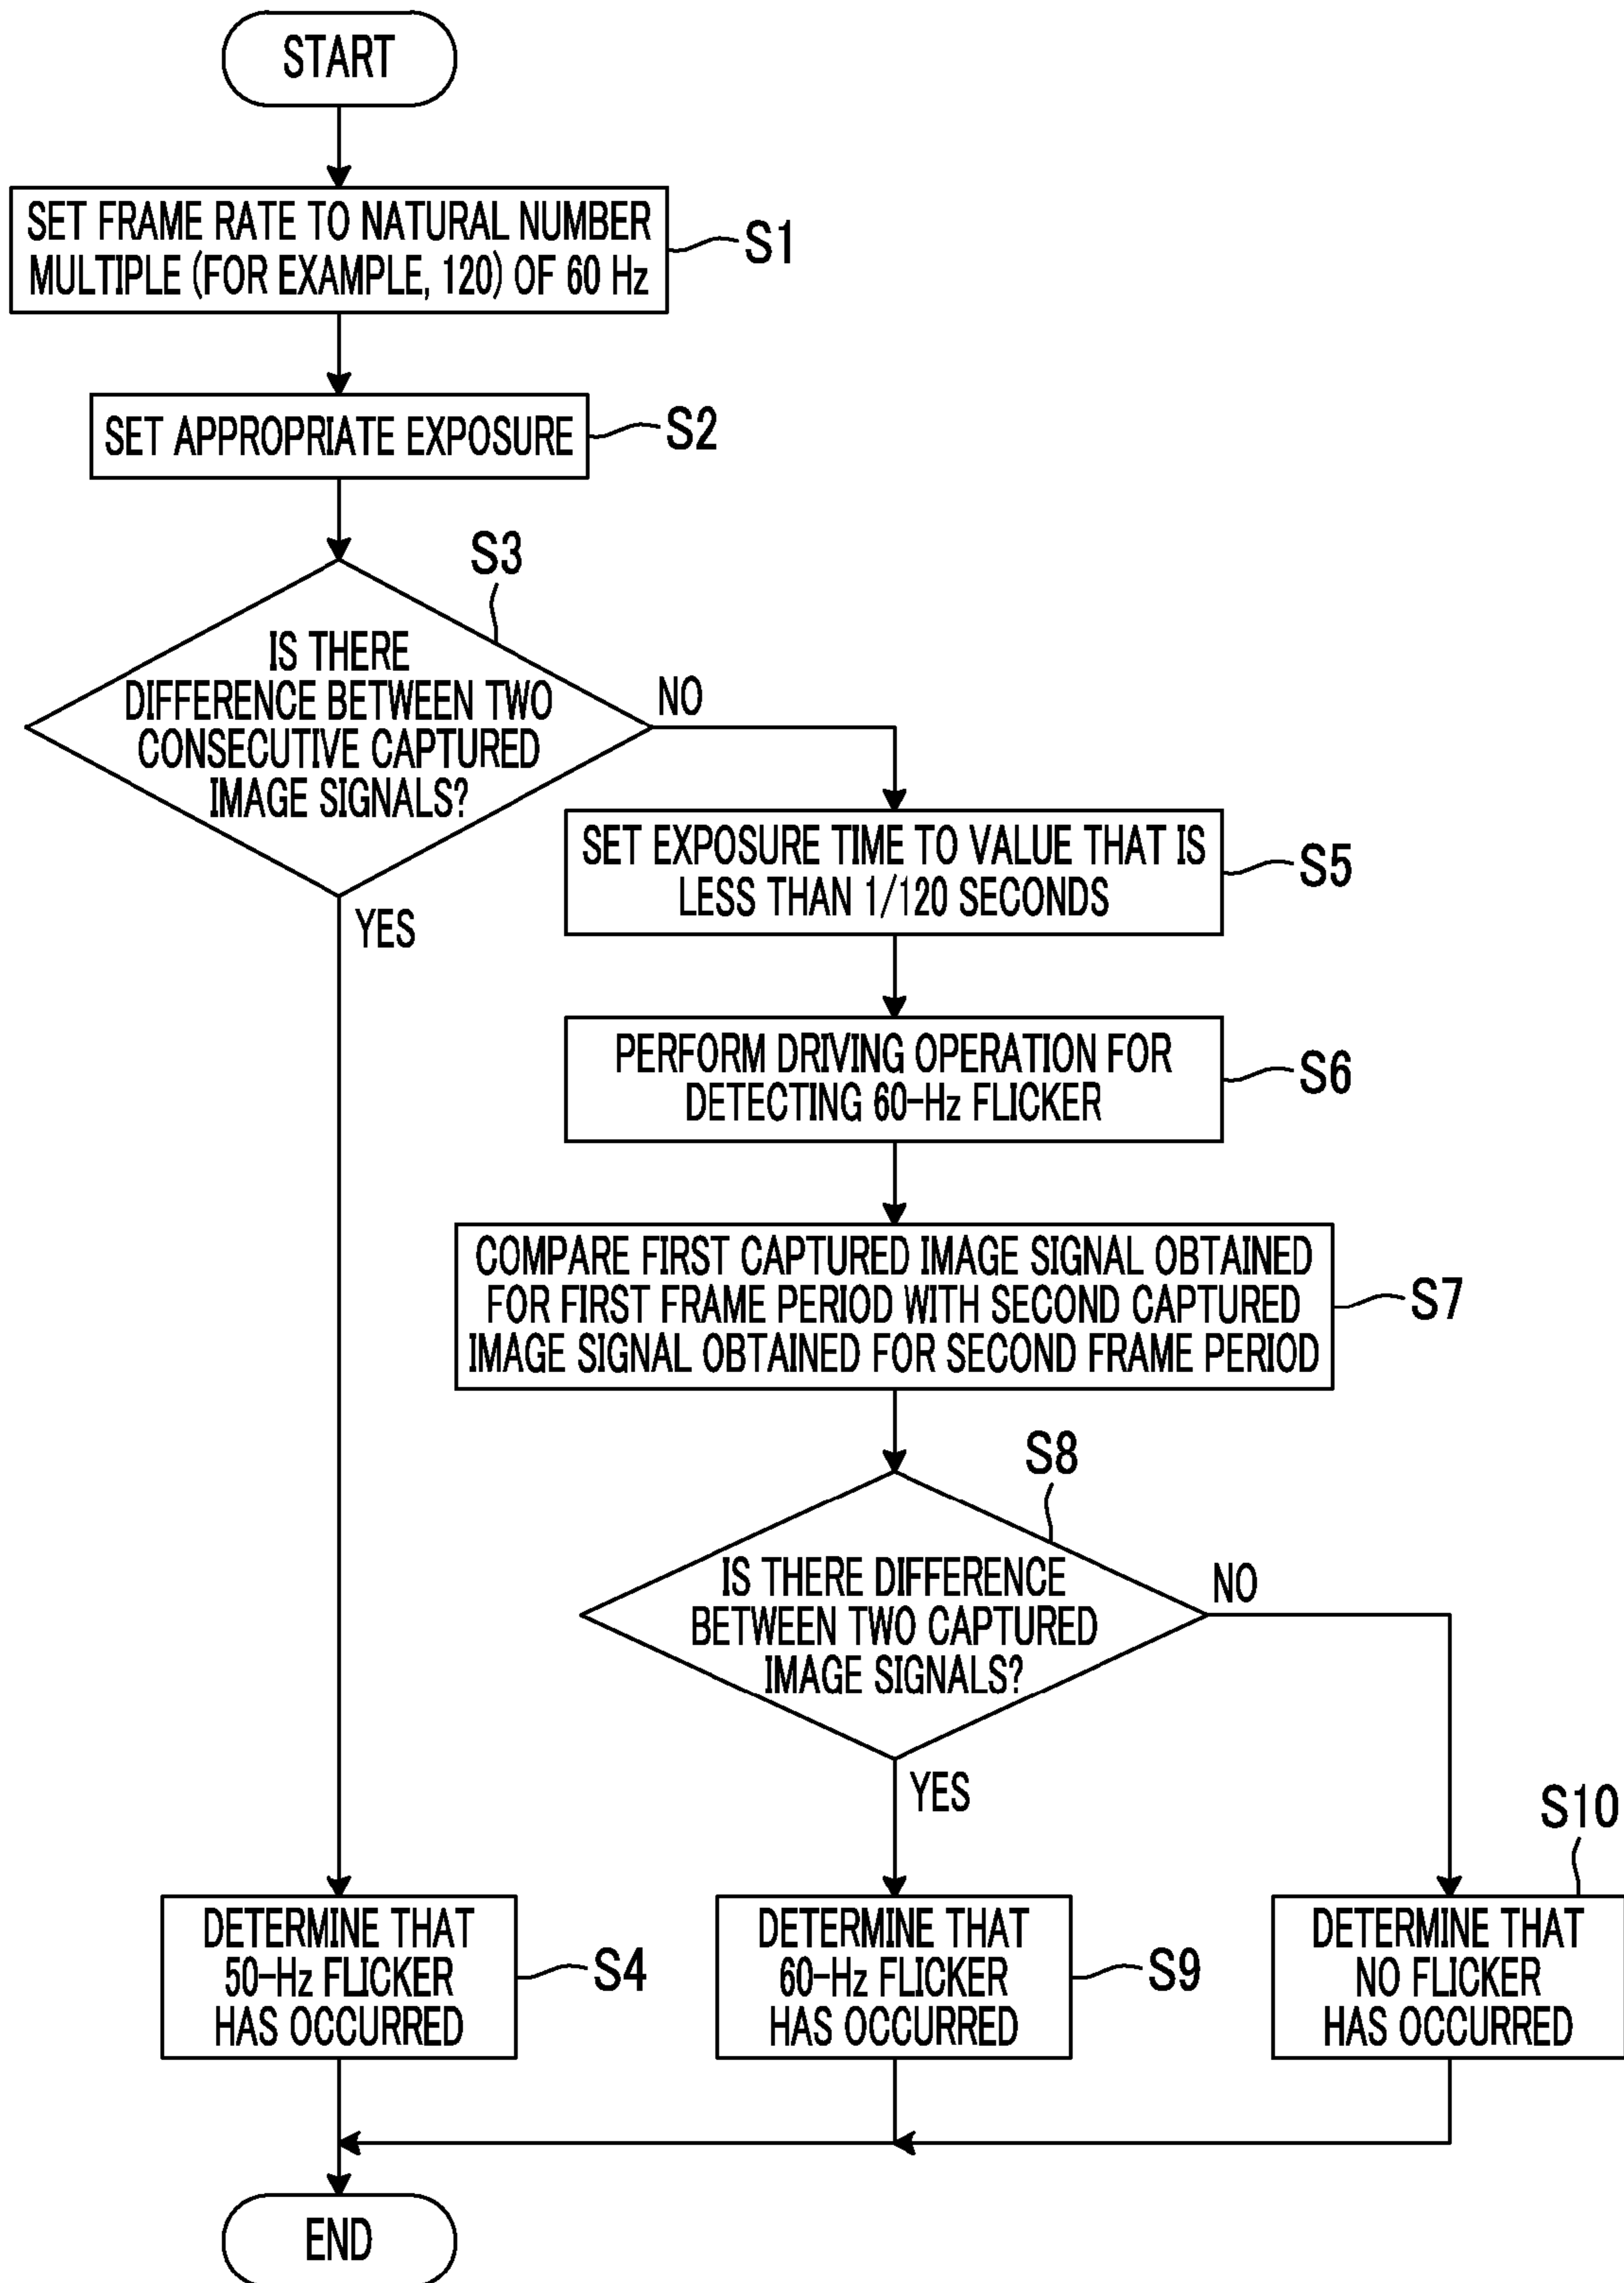 START
SET FRAME RATE TO NATURAL NUMBER
MULTIPLE (FOR EXAMPLE, 120) OF 60 Hz
S1
SET APPROPRIATE EXPOSURE
S2
S3
IS THERE
DIFFERENCE BETWEEN TWO
CONSECUTIVE CAPTURED
IMAGE SIGNALS?
NO
YES
SET EXPOSURE TIME TO VALUE THAT IS
LESS THAN 1/120 SECONDS
S5
PERFORM DRIVING OPERATION FOR
DETECTING 60-Hz FLICKER
S6
COMPARE FIRST CAPTURED IMAGE SIGNAL OBTAINED
FOR FIRST FRAME PERIOD WITH SECOND CAPTURED
IMAGE SIGNAL OBTAINED FOR SECOND FRAME PERIOD
S7
S8
IS THERE DIFFERENCE
BETWEEN TWO CAPTURED
IMAGE SIGNALS?
NO
YES
S10
DETERMINE THAT
50-Hz FLICKER
HAS OCCURRED
S4
DETERMINE THAT
60-Hz FLICKER
HAS OCCURRED
S9
DETERMINE THAT
NO FLICKER
HAS OCCURRED
END